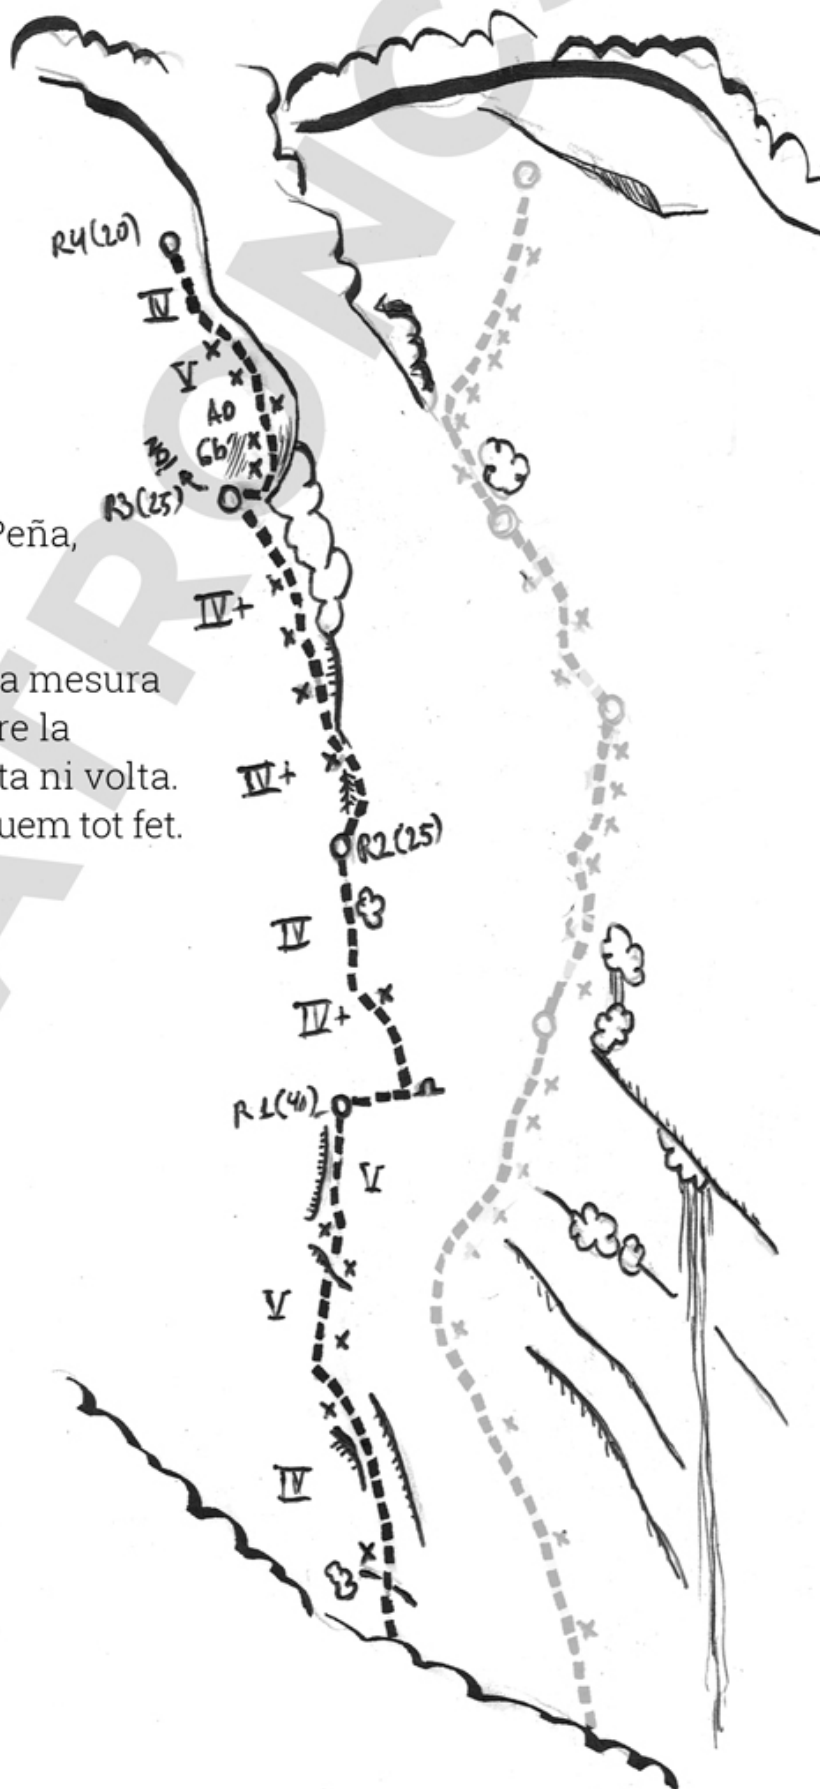 R4(20)
IV
V
A0
6b
R3(25)
Peña,
IV+
a mesura
re la
ta ni volta.
uem tot fet.
IV+
R2(25)
IV
IV+
R1(40)
V
V
IV